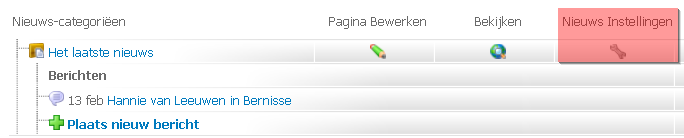 Nieuws-categorieën Pagina Bewerken Bekijken Nieuws Instellingen
Het laatste nieuws
Berichten
13 feb Hannie van Leeuwen in Bernisse
Plaats nieuw bericht